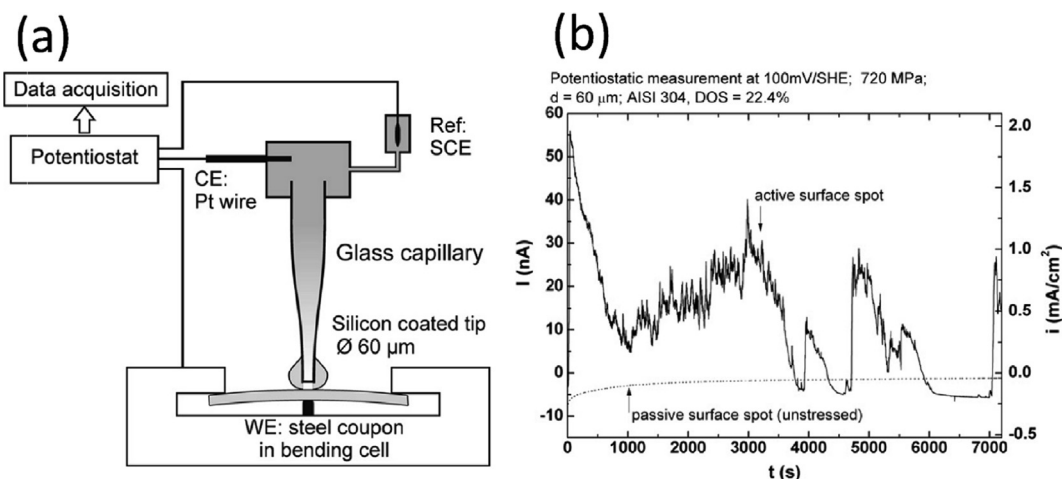 (a)
Data acquisition
Potentiostat
Ref:
SCE
CE:
Pt wire
Glass capillary
Silicon coated tip
Ø 60 µm
WE: steel coupon
in bending cell
(b)
Potentiostatic measurement at 100mV/SHE; 720 MPa;
d = 60 µm; AISI 304, DOS = 22.4%
60
50
40
30
20
10
0
-10
I (nA)
active surface spot
passive surface spot (unstressed)
2.0
1.5
1.0
0.5
0.0
-0.5
i (mA/cm²)
0 1000 2000 3000 4000 5000 6000 7000
t (s)